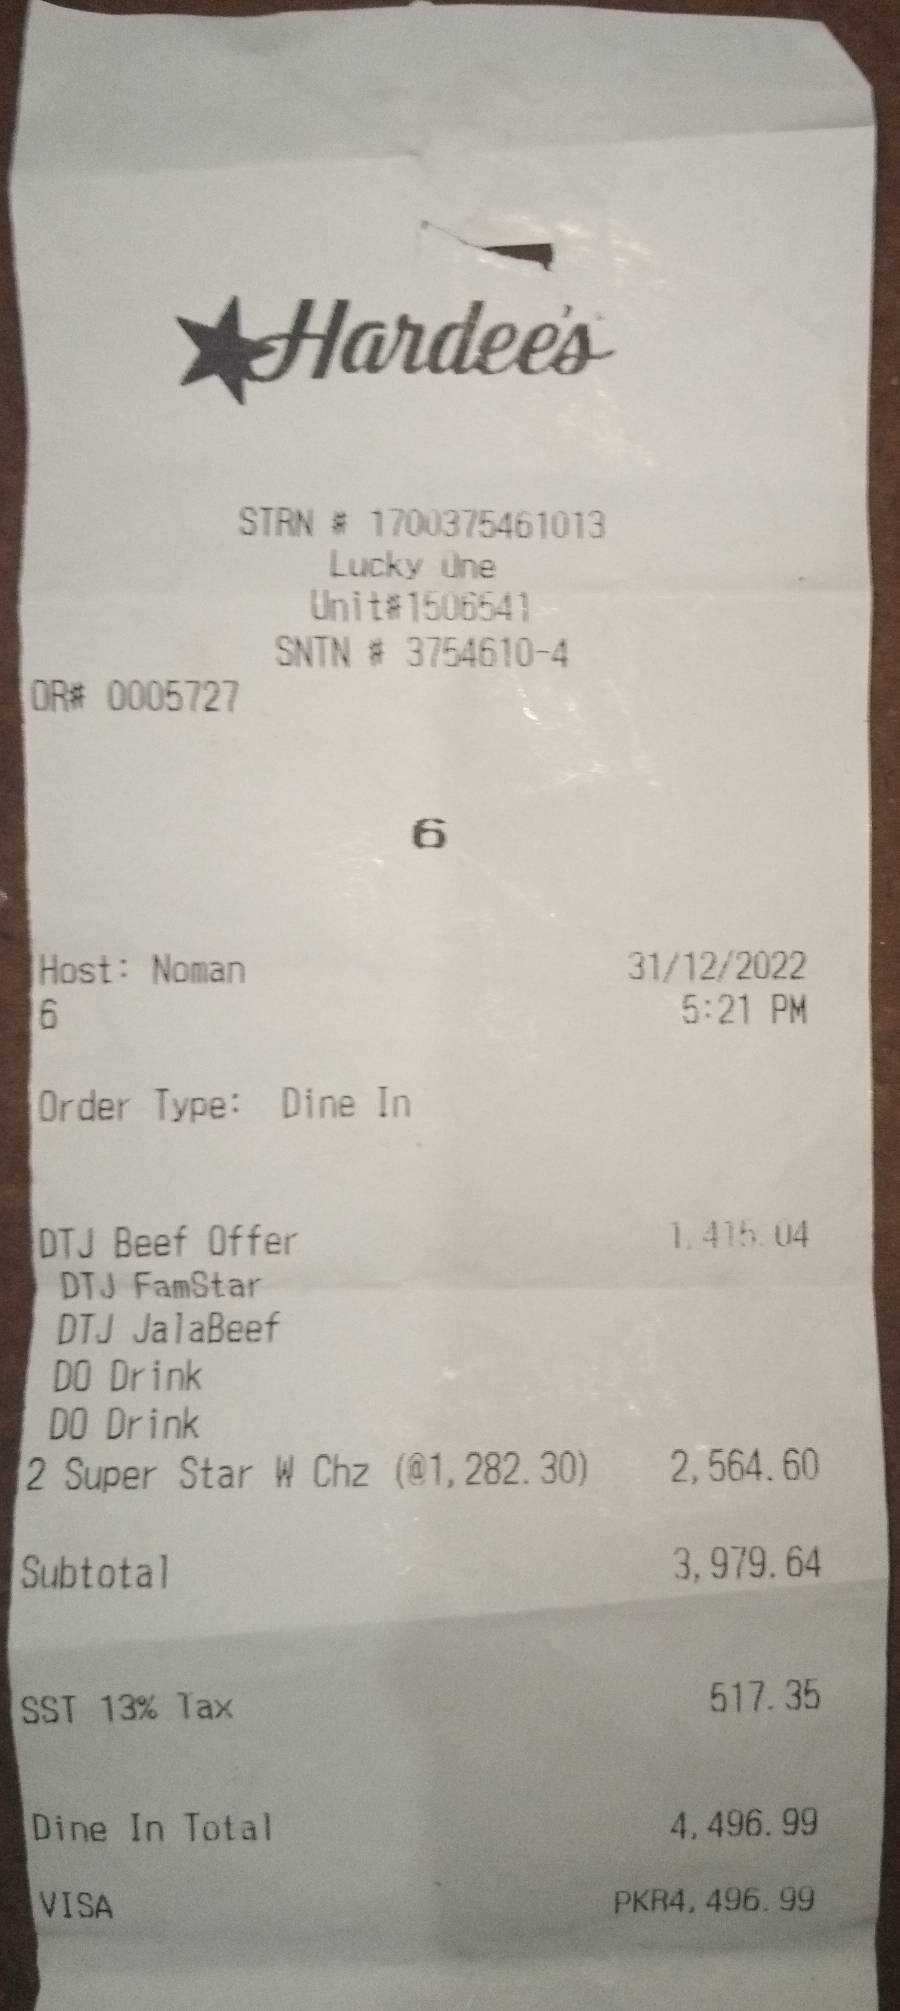 Hardee's
STRN # 1700375461013
Lucky One
Unit#1506541
SNTN # 3754610-4
OR# 0005727
6
Host: Noman 31/12/2022
6 5:21 PM
Order Type: Dine In
DTJ Beef Offer 1,415.04
DTJ FamStar
DTJ JalaBeef
DO Drink
DO Drink
2 Super Star W Chz (@1,282.30) 2,564.60
Subtotal 3,979.64
SST 13% Tax 517.35
Dine In Total 4,496.99
VISA PKR4,496.99